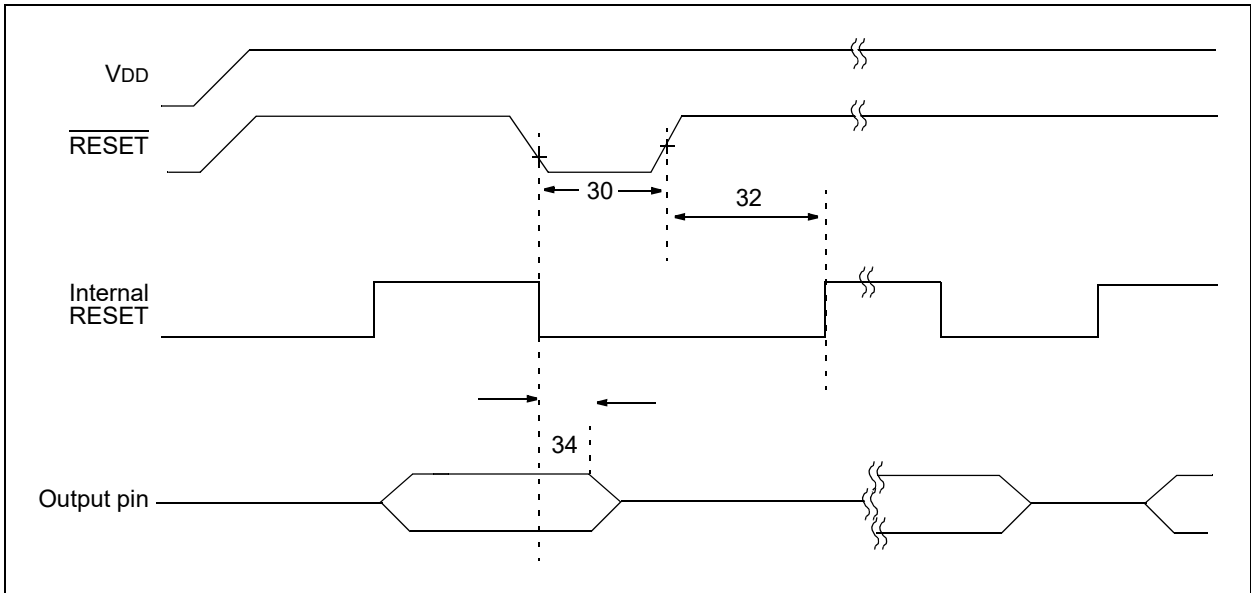 VDD
RESET
30
32
Internal
RESET
34
Output pin